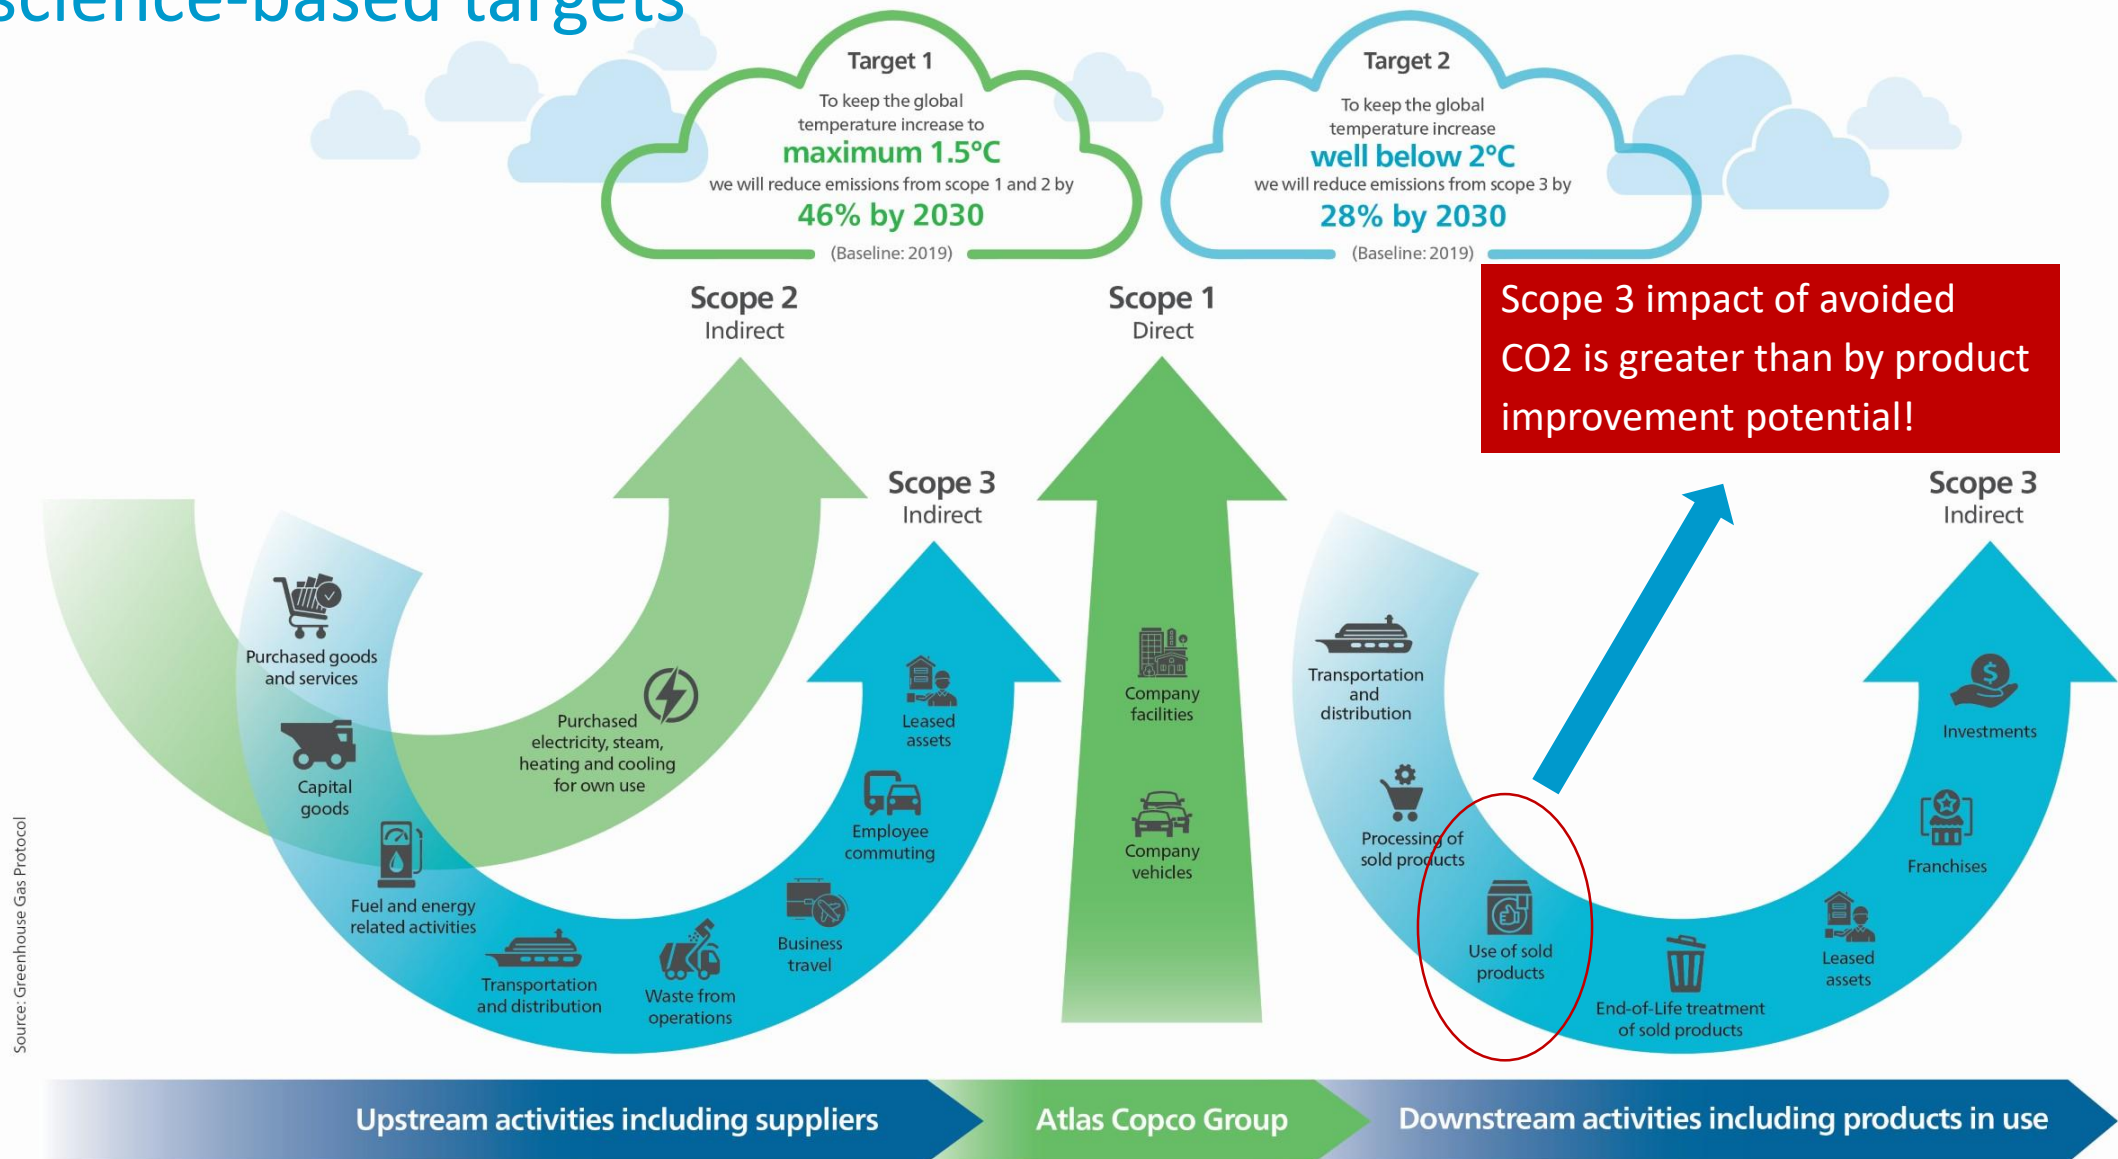 science-based targets
Target 1
To keep the global
temperature increase to
maximum 1.5°C
we will reduce emissions from scope 1 and 2 by
46% by 2030
(Baseline: 2019)
Target 2
To keep the global
temperature increase
well below 2°C
we will reduce emissions from scope 3 by
28% by 2030
(Baseline: 2019)
Scope 3 impact of avoided
CO2 is greater than by product
improvement potential!
Scope 2
Indirect
Scope 3
Indirect
Scope 1
Direct
Scope 3
Indirect
Purchased goods
and services
Capital
goods
Fuel and energy
related activities
Transportation
and distribution
Waste from
operations
Business
travel
Employee
commuting
Leased
assets
Purchased
electricity, steam,
heating and cooling
for own use
Company
facilities
Company
vehicles
Transportation
and
distribution
Processing of
sold products
Use of sold
products
End-of-Life treatment
of sold products
Leased
assets
Franchises
Investments
$
Source: Greenhouse Gas Protocol
Upstream activities including suppliers
Atlas Copco Group
Downstream activities including products in use